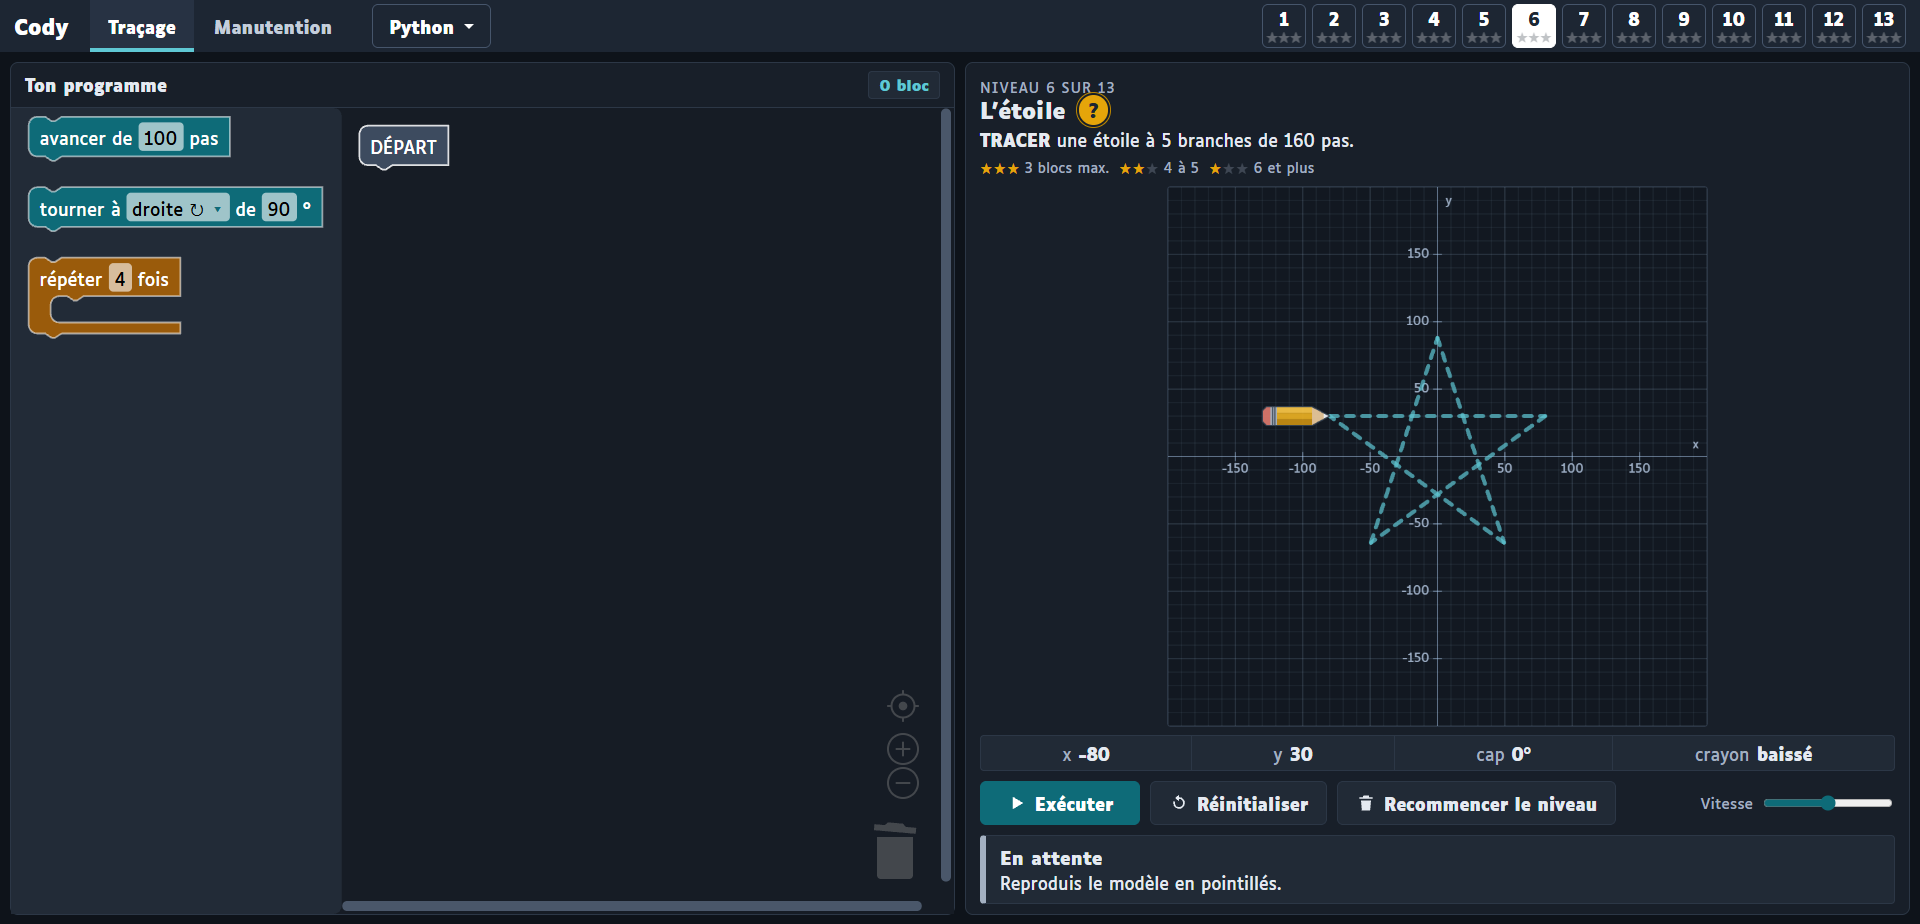 Cody Traçage Manutention Python
1 2 3 4 5 6 7 8 9 10 11 12 13
Ton programme 0 bloc
avancer de 100 pas
tourner à droite ↻ de 90 °
répéter 4 fois
DÉPART
NIVEAU 6 SUR 13
L'étoile ?
TRACER une étoile à 5 branches de 160 pas.
★★★ 3 blocs max. ★★★ 4 à 5 ★★★ 6 et plus
y
150
100
50
x
-150 -100 -50 50 100 150
-50
-100
-150
x -80 y 30 cap 0° crayon baissé
Exécuter Réinitialiser Recommencer le niveau Vitesse
En attente
Reproduis le modèle en pointillés.